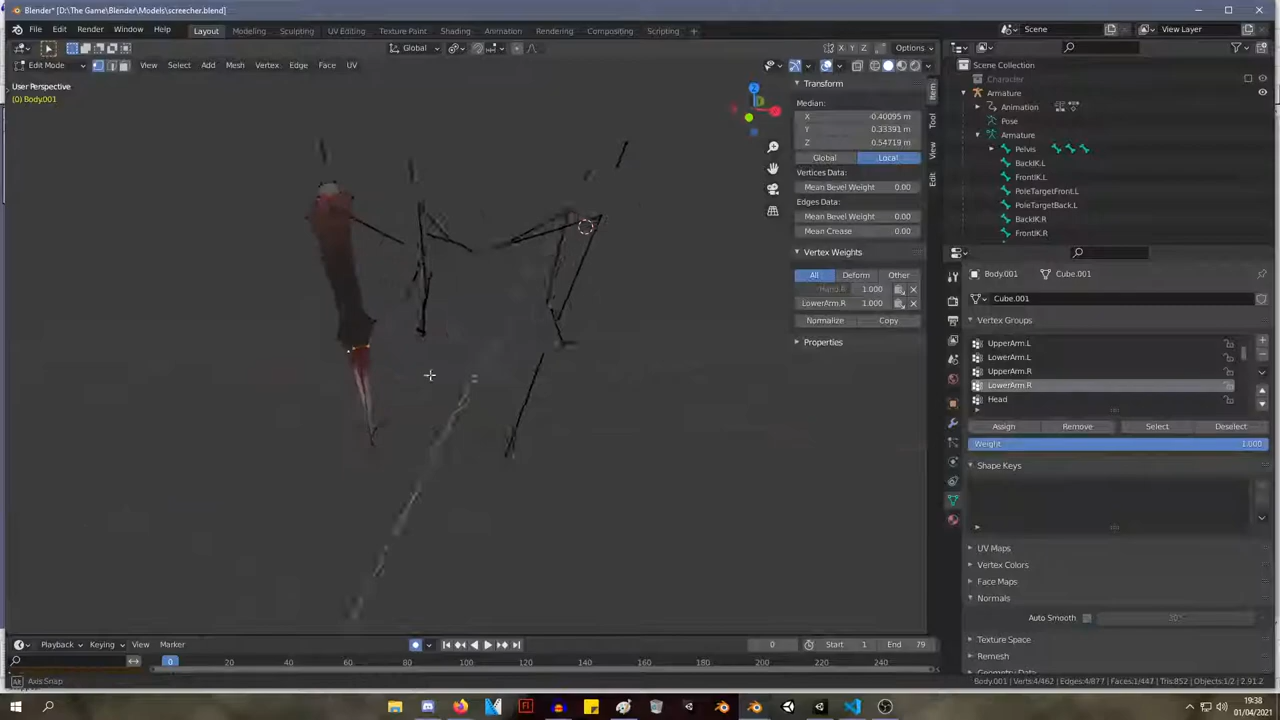 Blender* [D:\The Game\Blender\Models\screecher.blend]
File Edit Render Window Help Layout Modeling Sculpting UV Editing Texture Paint Shading Animation Rendering Compositing Scripting + Scene View Layer
Global X Y Z Options
Edit Mode View Select Add Mesh Vertex Edge Face UV
User Perspective
(0) Body.001
Transform
Median:
X -0.40095 m
Y 0.33391 m
Z 0.54719 m
Global Local
Vertices Data:
Mean Bevel Weight 0.00
Edges Data:
Mean Bevel Weight 0.00
Mean Crease 0.00
Vertex Weights
All Deform Other
Hand.R 1.000
LowerArm.R 1.000
Normalize Copy
Properties
Item
Tool
View
Edit
Scene Collection
Character
Armature
Animation
Pose
Armature
Pelvis
BackIK.L
FrontIK.L
PoleTargetFront.L
PoleTargetBack.L
BackIK.R
FrontIK.R
Body.001 Cube.001
Cube.001
Vertex Groups
UpperArm.L
LowerArm.L
UpperArm.R
LowerArm.R
Head
Assign Remove Select Deselect
Weight 1.000
Shape Keys
UV Maps
Vertex Colors
Face Maps
Normals
Auto Smooth 30°
Texture Space
Remesh
Geometry Data
Playback Keying View Marker 0 Start 1 End 79
0 20 40 60 80 100 120 140 160 180 200 220 240
Axis Snap
Body.001 | Verts:4/462 | Edges:4/877 | Faces:1/447 | Tris:852 | Objects:1/2 | 2.91.2
19:38
01/04/2021